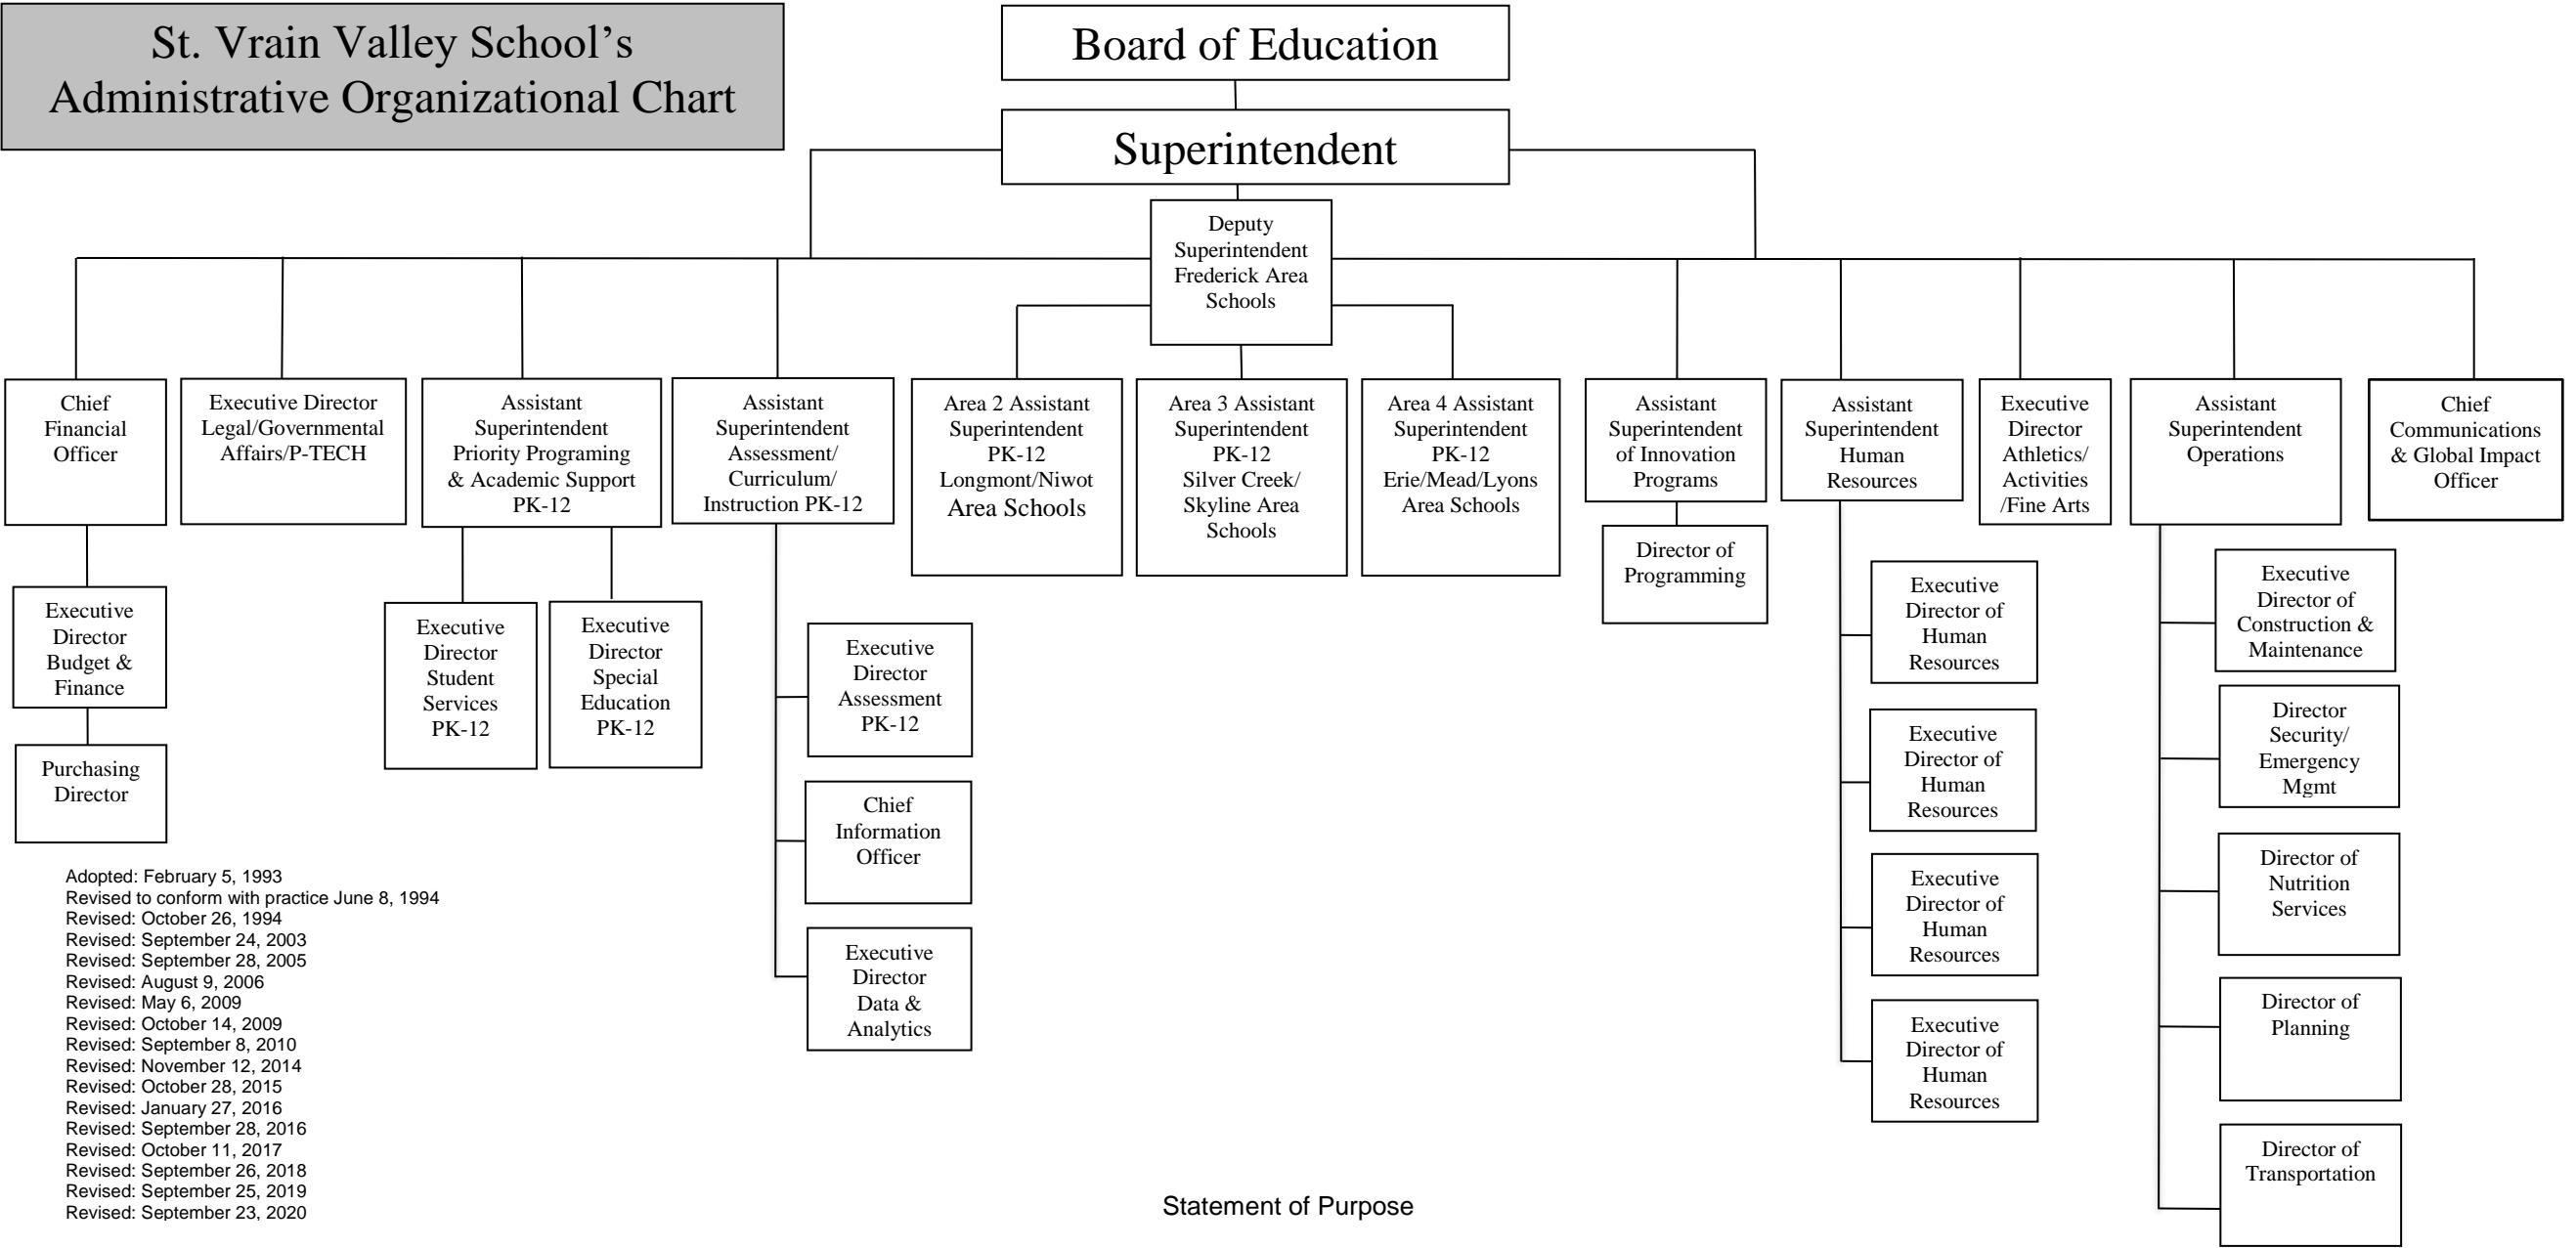 St. Vrain Valley School’s
Administrative Organizational Chart
Board of Education
Superintendent
Deputy
Superintendent
Frederick Area
Schools
Chief
Financial
Officer
Executive Director
Legal/Governmental
Affairs/P-TECH
Assistant
Superintendent
Priority Programing
& Academic Support
PK-12
Assistant
Superintendent
Assessment/
Curriculum/
Instruction PK-12
Area 2 Assistant
Superintendent
PK-12
Longmont/Niwot
Area Schools
Area 3 Assistant
Superintendent
PK-12
Silver Creek/
Skyline Area
Schools
Area 4 Assistant
Superintendent
PK-12
Erie/Mead/Lyons
Area Schools
Assistant
Superintendent
of Innovation
Programs
Assistant
Superintendent
Human
Resources
Executive
Director
Athletics/
Activities
/Fine Arts
Assistant
Superintendent
Operations
Chief
Communications
& Global Impact
Officer
Executive
Director
Budget &
Finance
Purchasing
Director
Executive
Director
Student
Services
PK-12
Executive
Director
Special
Education
PK-12
Executive
Director
Assessment
PK-12
Chief
Information
Officer
Executive
Director
Data &
Analytics
Director of
Programming
Executive
Director of
Human
Resources
Executive
Director of
Human
Resources
Executive
Director of
Human
Resources
Executive
Director of
Human
Resources
Executive
Director of
Construction &
Maintenance
Director
Security/
Emergency
Mgmt
Director of
Nutrition
Services
Director of
Planning
Director of
Transportation
Adopted: February 5, 1993
Revised to conform with practice June 8, 1994
Revised: October 26, 1994
Revised: September 24, 2003
Revised: September 28, 2005
Revised: August 9, 2006
Revised: May 6, 2009
Revised: October 14, 2009
Revised: September 8, 2010
Revised: November 12, 2014
Revised: October 28, 2015
Revised: January 27, 2016
Revised: September 28, 2016
Revised: October 11, 2017
Revised: September 26, 2018
Revised: September 25, 2019
Revised: September 23, 2020
Statement of Purpose